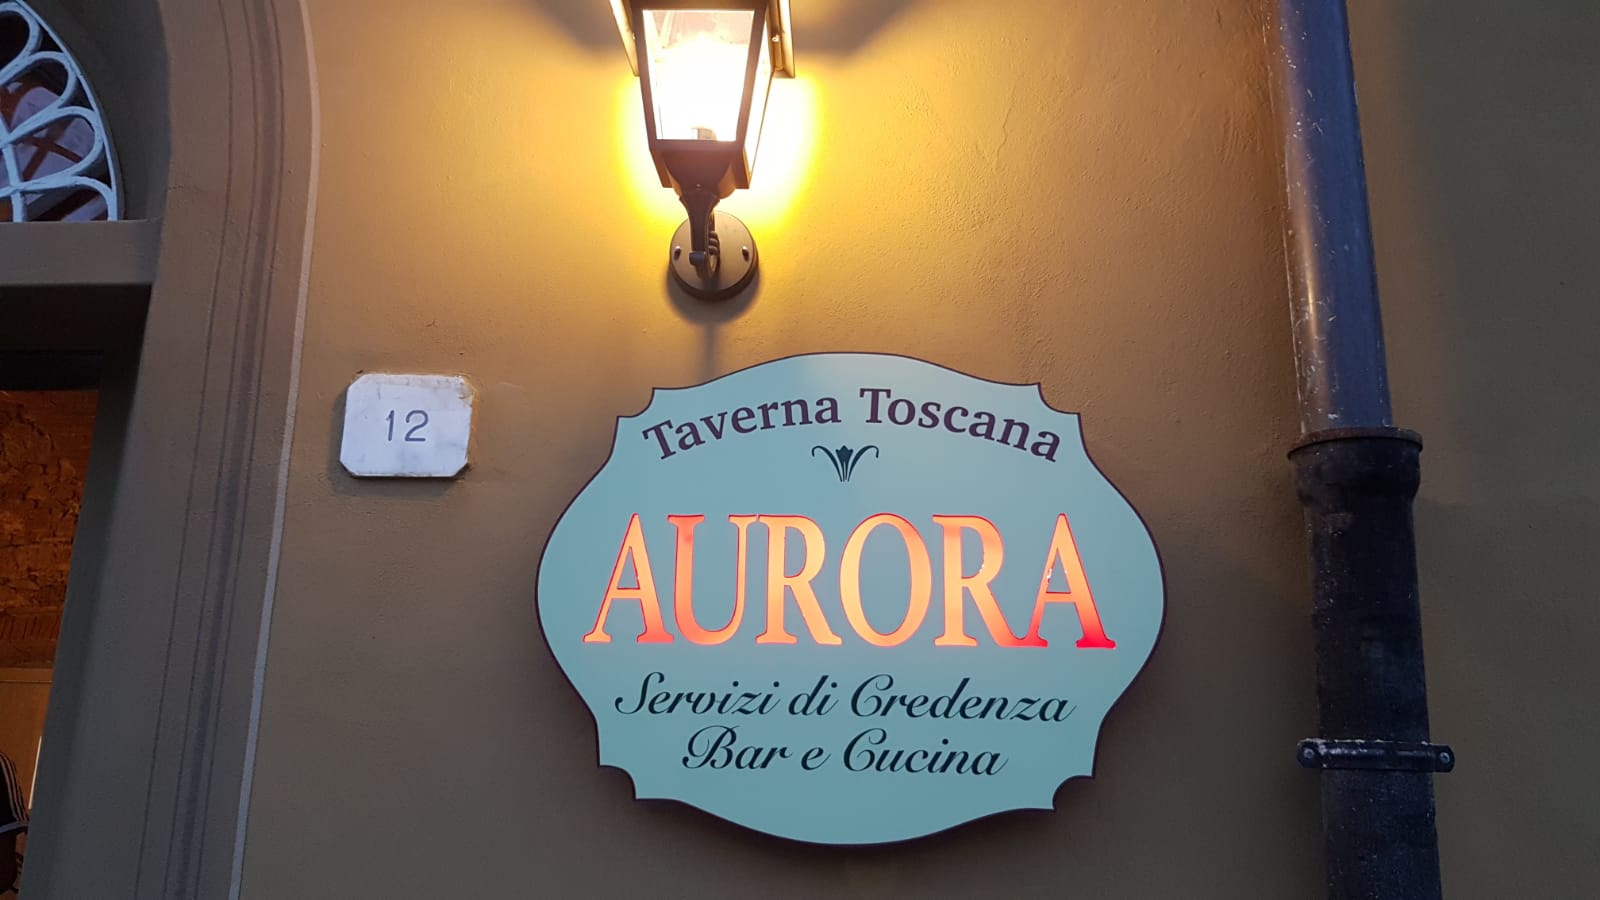 12
Taverna Toscana
AURORA
Servizi di Credenza
Bar e Cucina